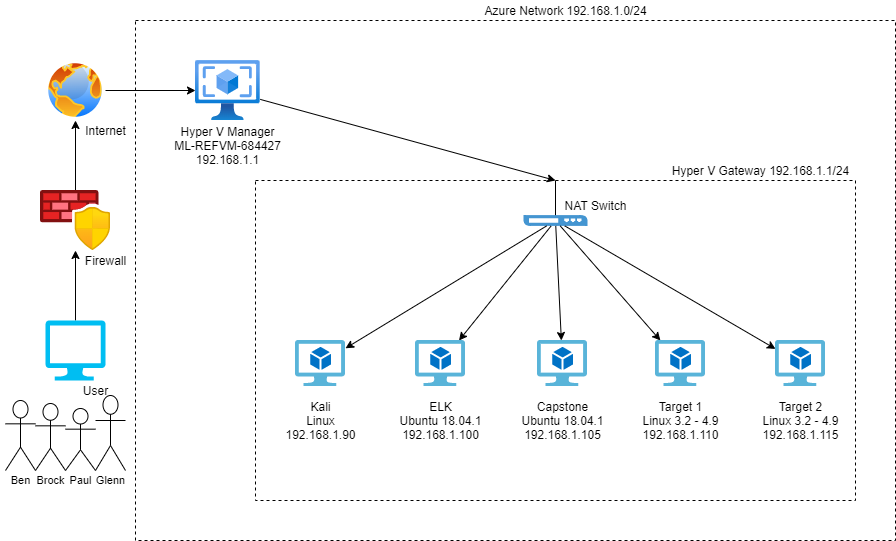 Azure Network 192.168.1.0/24
Internet
Hyper V Manager
ML-REFVM-684427
192.168.1.1
Hyper V Gateway 192.168.1.1/24
NAT Switch
Firewall
User
Ben Brock Paul Glenn
Kali
Linux
192.168.1.90
ELK
Ubuntu 18.04.1
192.168.1.100
Capstone
Ubuntu 18.04.1
192.168.1.105
Target 1
Linux 3.2 - 4.9
192.168.1.110
Target 2
Linux 3.2 - 4.9
192.168.1.115